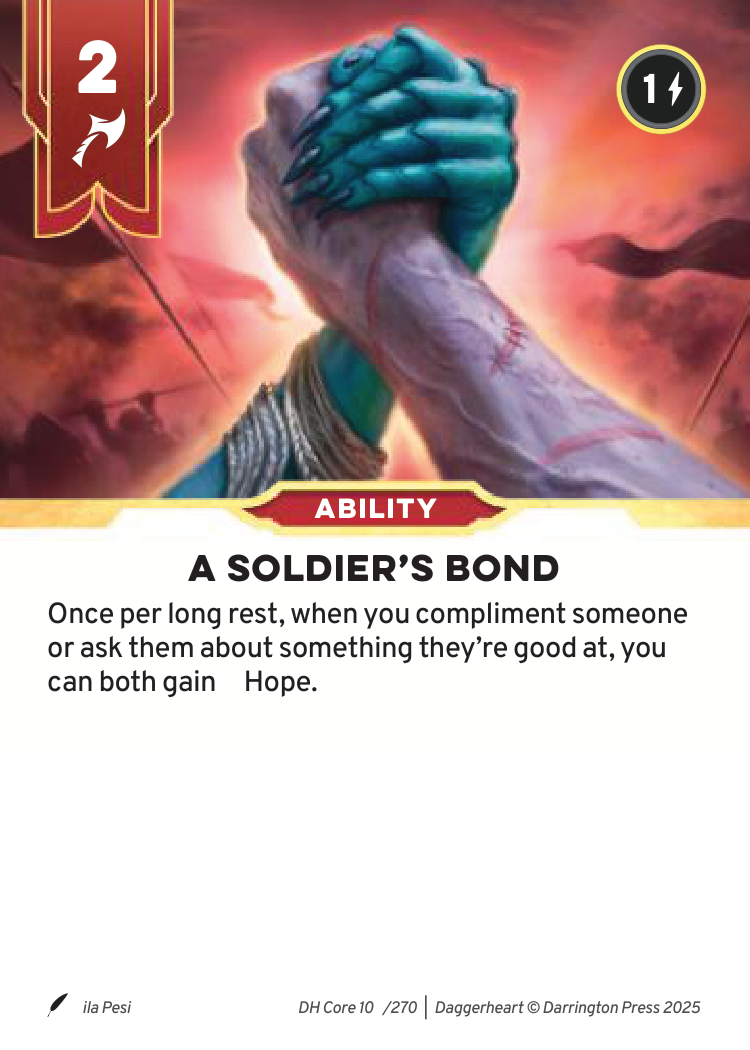 2
1
ABILITY
A SOLDIER’S BOND
Once per long rest, when you compliment someone
or ask them about something they’re good at, you
can both gain Hope.
ila Pesi
DH Core 10 /270 | Daggerheart © Darrington Press 2025